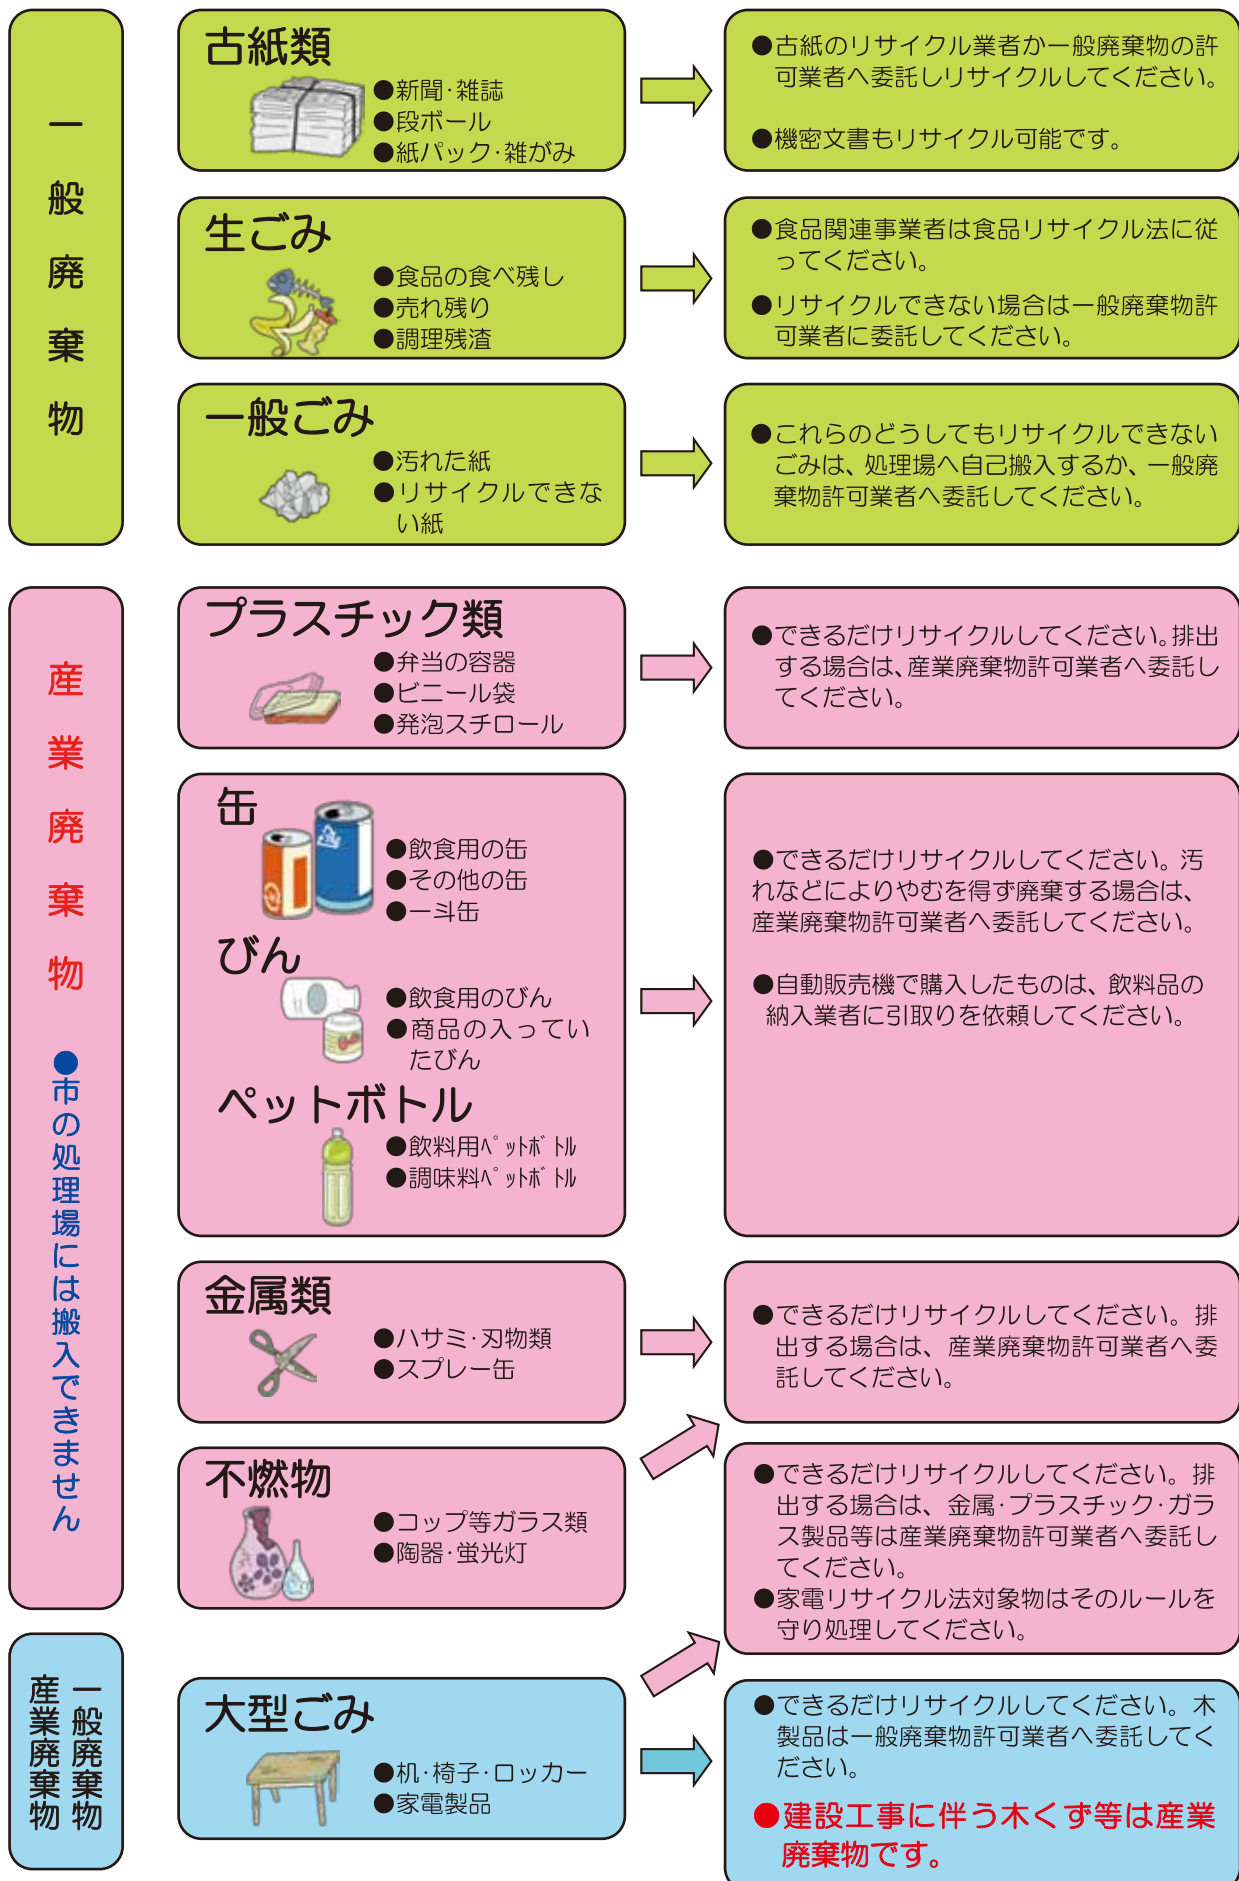 一般廃棄物
古紙類
●新聞・雑誌
●段ボール
●紙パック・雑がみ
●古紙のリサイクル業者か一般廃棄物の許
可業者へ委託しリサイクルしてください。
●機密文書もリサイクル可能です。
生ごみ
●食品の食べ残し
●売れ残り
●調理残渣
●食品関連事業者は食品リサイクル法に従
ってください。
●リサイクルできない場合は一般廃棄物許
可業者に委託してください。
一般ごみ
●汚れた紙
●リサイクルできな
い紙
●これらのどうしてもリサイクルできない
ごみは、処理場へ自己搬入するか、一般廃
棄物許可業者へ委託してください。
産業廃棄物
●市の処理場には搬入できません
プラスチック類
●弁当の容器
●ビニール袋
●発泡スチロール
●できるだけリサイクルしてください。排出
する場合は、産業廃棄物許可業者へ委託し
てください。
缶
●飲食用の缶
●その他の缶
●一斗缶
びん
●飲食用のびん
●商品の入ってい
たびん
ペットボトル
●飲料用ﾍﾟｯﾄﾎﾞﾄﾙ
●調味料ﾍﾟｯﾄﾎﾞﾄﾙ
●できるだけリサイクルしてください。汚
れなどによりやむを得ず廃棄する場合は、
産業廃棄物許可業者へ委託してください。
●自動販売機で購入したものは、飲料品の
納入業者に引取りを依頼してください。
金属類
●ハサミ・刃物類
●スプレー缶
●できるだけリサイクルしてください。排
出する場合は、産業廃棄物許可業者へ委
託してください。
不燃物
●コップ等ガラス類
●陶器・蛍光灯
●できるだけリサイクルしてください。排
出する場合は、金属・プラスチック・ガラ
ス製品等は産業廃棄物許可業者へ委託し
てください。
●家電リサイクル法対象物はそのルールを
守り処理してください。
一般廃棄物
産業廃棄物
大型ごみ
●机・椅子・ロッカー
●家電製品
●できるだけリサイクルしてください。木
製品は一般廃棄物許可業者へ委託してく
ださい。
●建設工事に伴う木くず等は産業
廃棄物です。